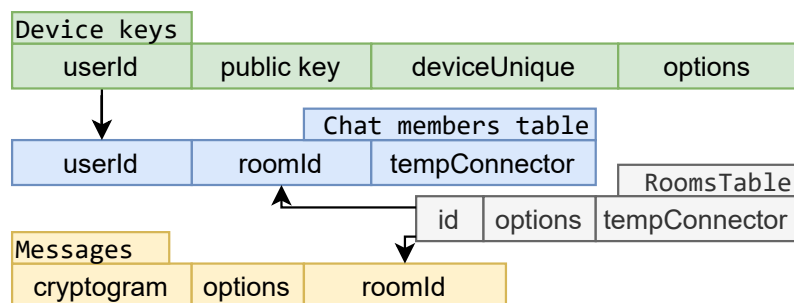 Device keys
userId public key deviceUnique options
Chat members table
userId roomId tempConnector
RoomsTable
id options tempConnector
Messages
cryptogram options roomId